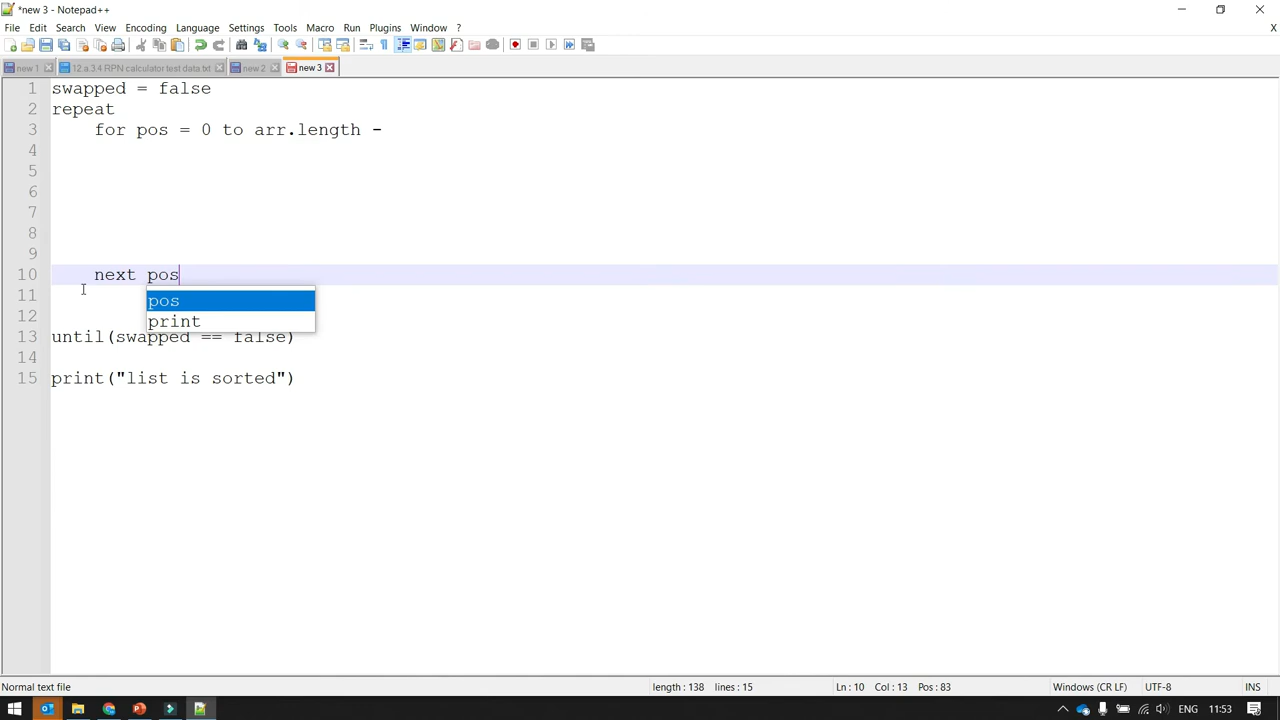 *new 3 - Notepad++
File Edit Search View Encoding Language Settings Tools Macro Run Plugins Window ? X
new 1 12.a.3.4 RPN calculator test data.txt new 2 new 3
1 swapped = false
2 repeat
3 for pos = 0 to arr.length -
4
5
6
7
8
9
10 next pos
11
pos
12
print
13 until(swapped == false)
14
15 print("list is sorted")
Normal text file length : 138 lines : 15 Ln : 10 Col : 13 Pos : 83 Windows (CR LF) UTF-8 INS
ENG 11:53